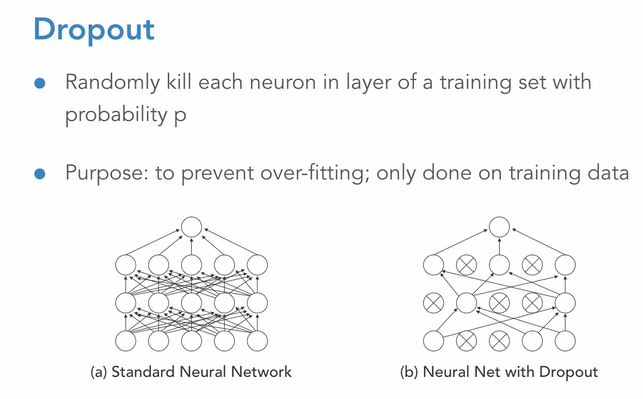 Dropout
Randomly kill each neuron in layer of a training set with
probability p
Purpose: to prevent over-fitting; only done on training data
(a) Standard Neural Network
(b) Neural Net with Dropout